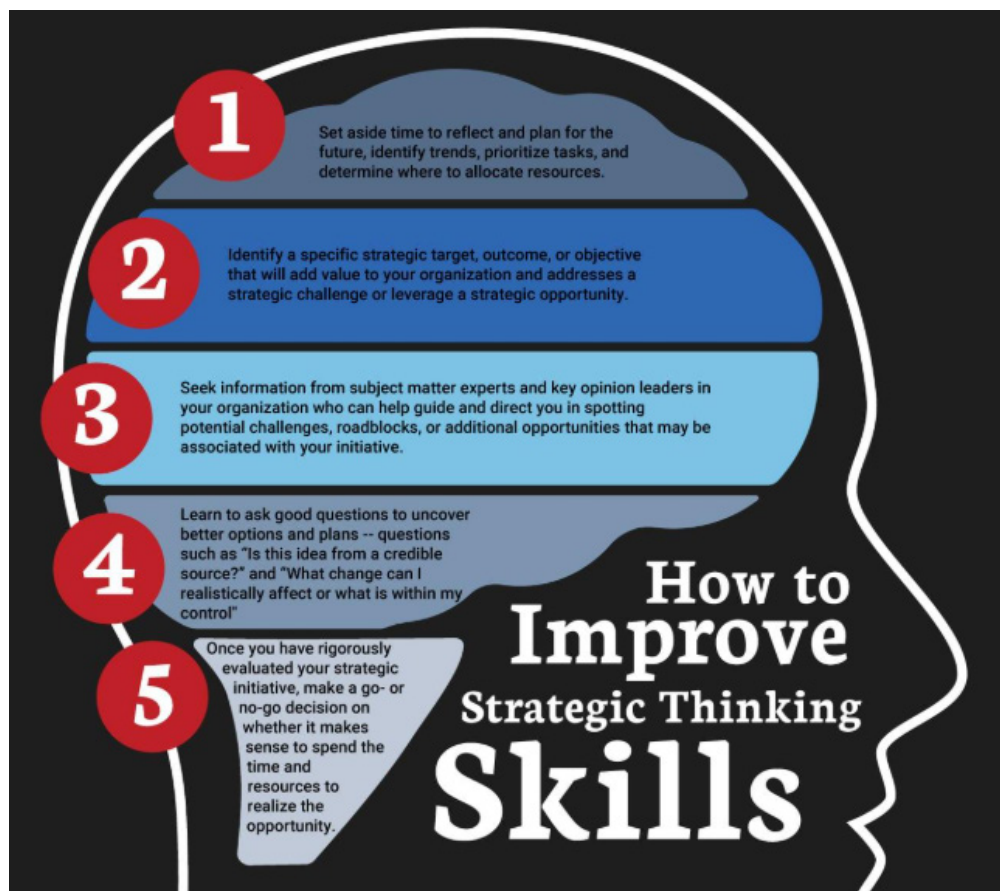 1
Set aside time to reflect and plan for the
future, identify trends, prioritize tasks, and
determine where to allocate resources.
2
Identify a specific strategic target, outcome, or objective
that will add value to your organization and addresses a
strategic challenge or leverage a strategic opportunity.
3
Seek information from subject matter experts and key opinion leaders in
your organization who can help guide and direct you in spotting
potential challenges, roadblocks, or additional opportunities that may be
associated with your initiative.
4
Learn to ask good questions to uncover
better options and plans -- questions
such as “Is this idea from a credible
source?” and “What change can I
realistically affect or what is within my
control"
5
Once you have rigorously
evaluated your strategic
initiative, make a go- or
no-go decision on
whether it makes
sense to spend the
time and
resources to
realize the
opportunity.
How to
Improve
Strategic Thinking
Skills